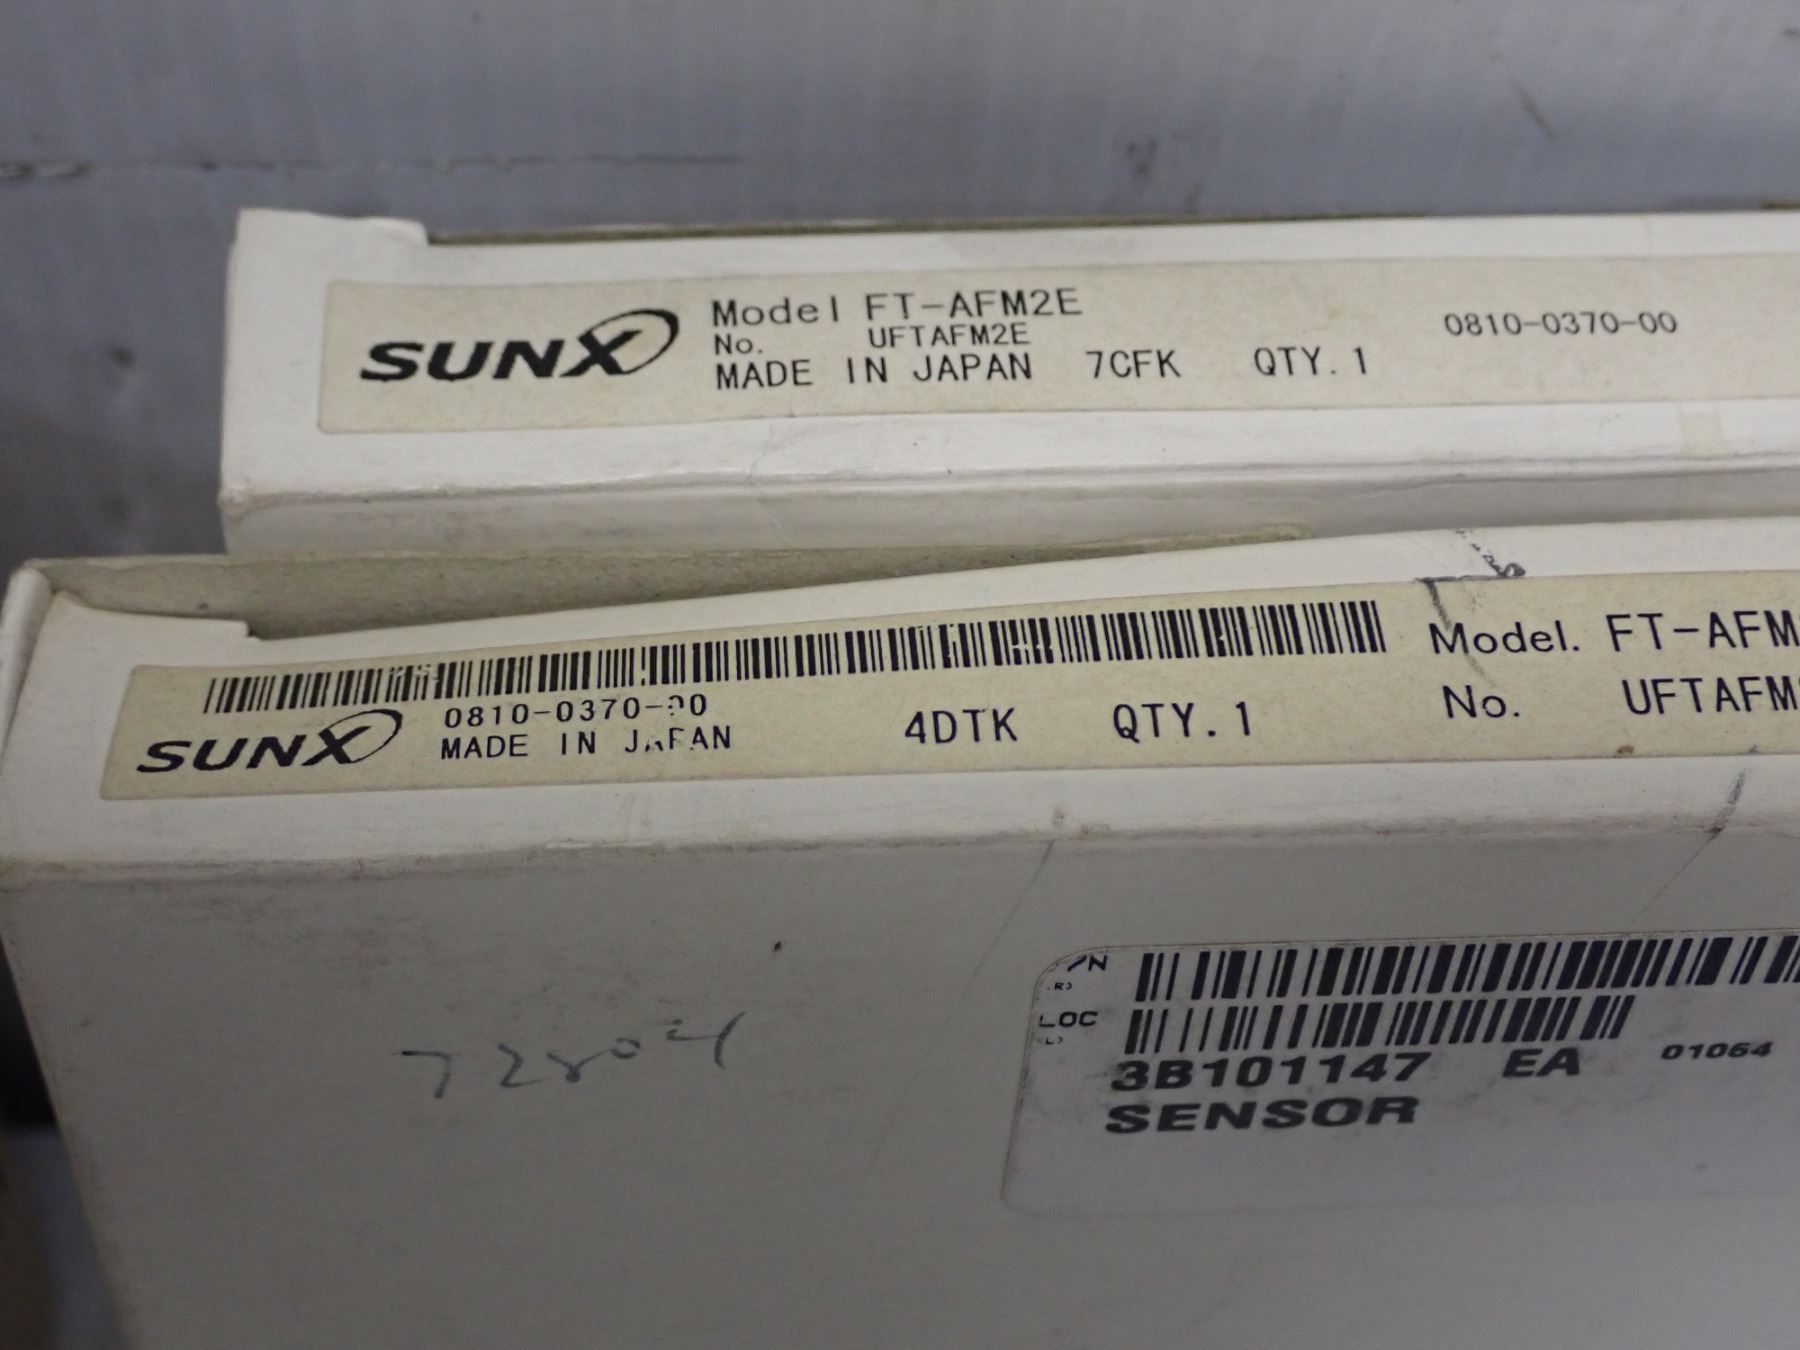 SUNX
Model FT-AFM2E
No. UFTAFM2E
MADE IN JAPAN 7CFK QTY. 1
0810-0370-00
0810-0370-00
SUNX
MADE IN JAPAN
4DTK QTY. 1
Model. FT-AFM
No. UFTAFM
LOC
3B101147 EA 01064
SENSOR